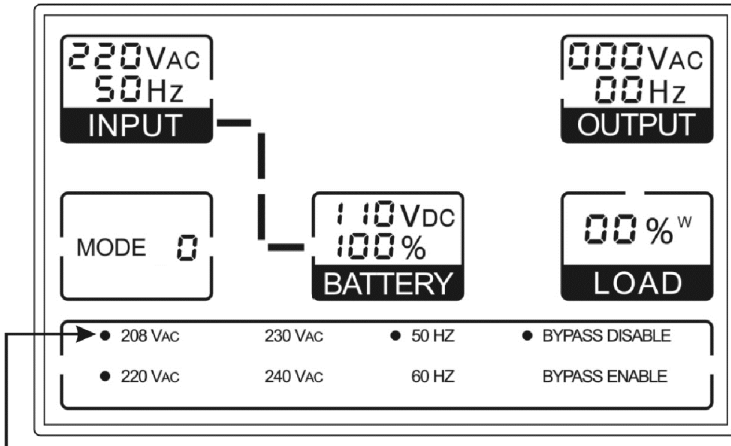 220VAC
50HZ
INPUT
000VAC
00HZ
OUTPUT
MODE 0
110VDC
100%
BATTERY
00%W
LOAD
208 VAC 230 VAC 50 HZ BYPASS DISABLE
220 VAC 240 VAC 60 HZ BYPASS ENABLE